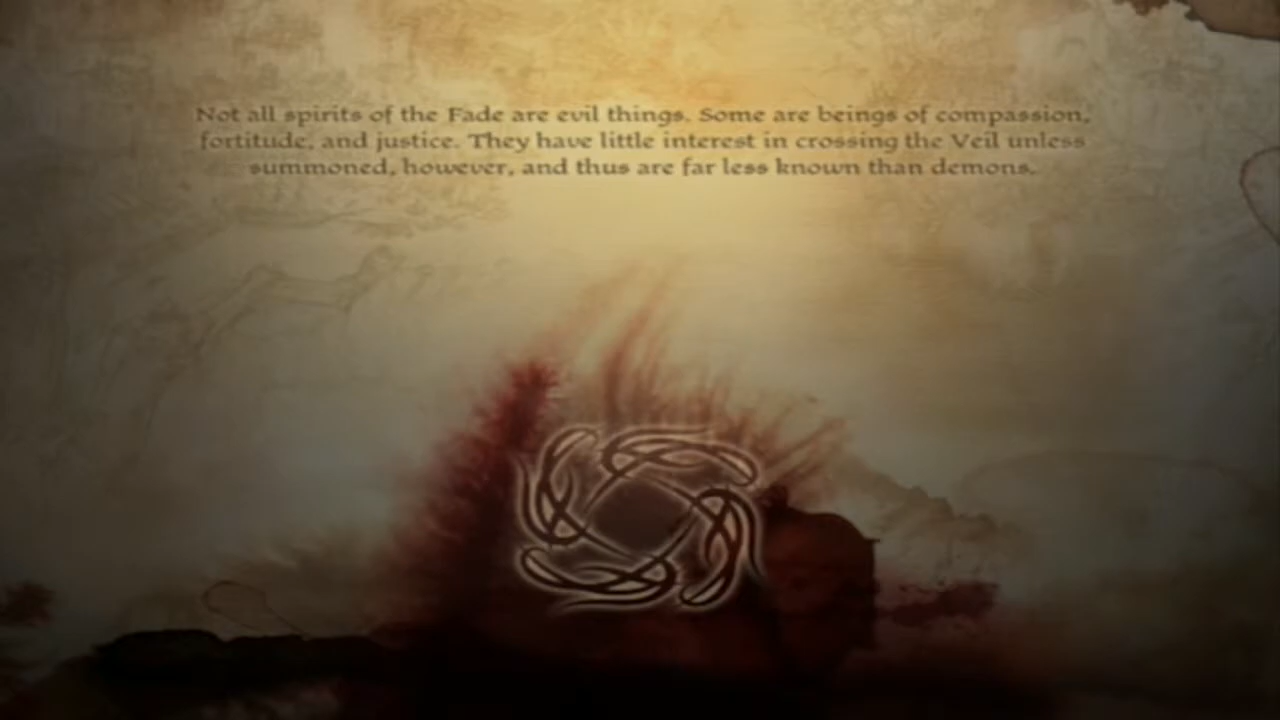 Not all spirits of the Fade are evil things. Some are beings of compassion,
fortitude, and justice. They have little interest in crossing the Veil unless
summoned, however, and thus are far less known than demons.